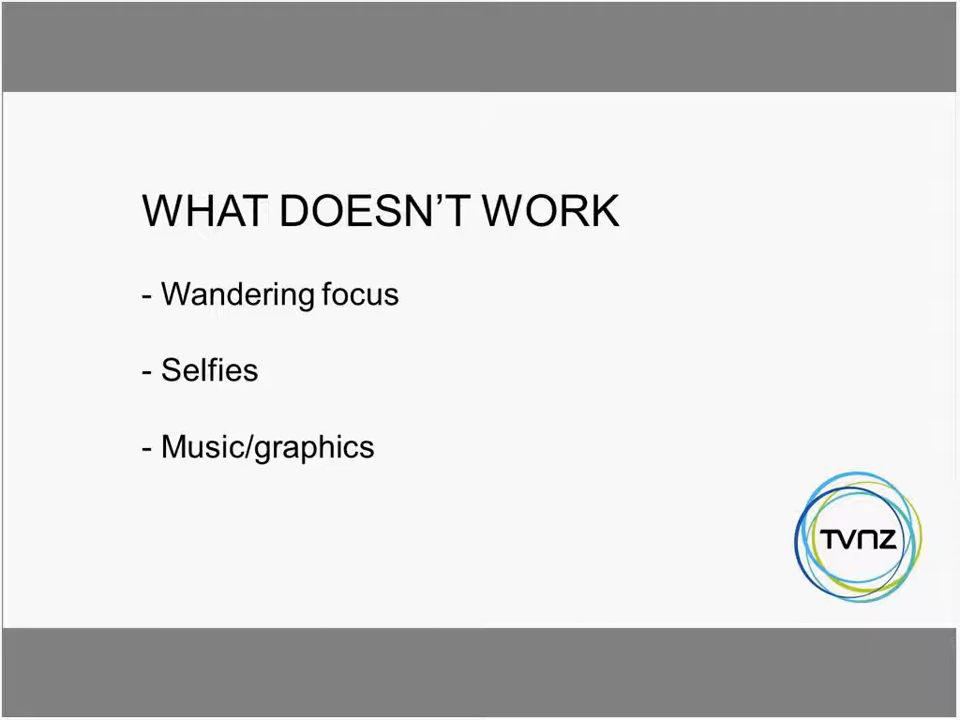 WHAT DOESN’T WORK
- Wandering focus
- Selfies
- Music/graphics
TVNZ